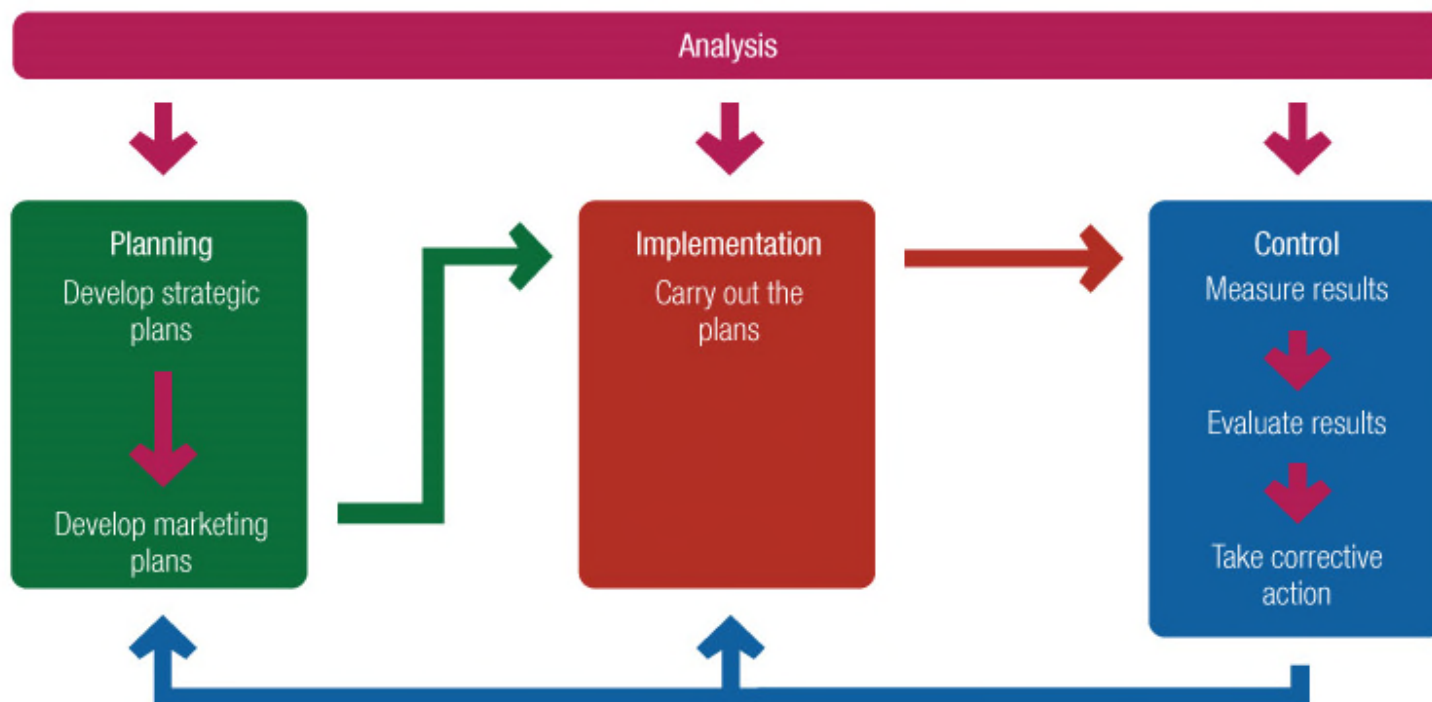 Analysis
Planning
Develop strategic
plans
Develop marketing
plans
Implementation
Carry out the
plans
Control
Measure results
Evaluate results
Take corrective
action